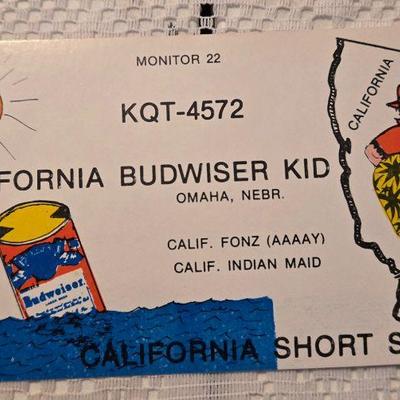 MONITOR 22
KQT-4572
CALIFORNIA
FORNIA BUDWISER KID
OMAHA, NEBR.
CALIF. FONZ (AAAAY)
CALIF. INDIAN MAID
Budweiser
CALIFORNIA SHORT S